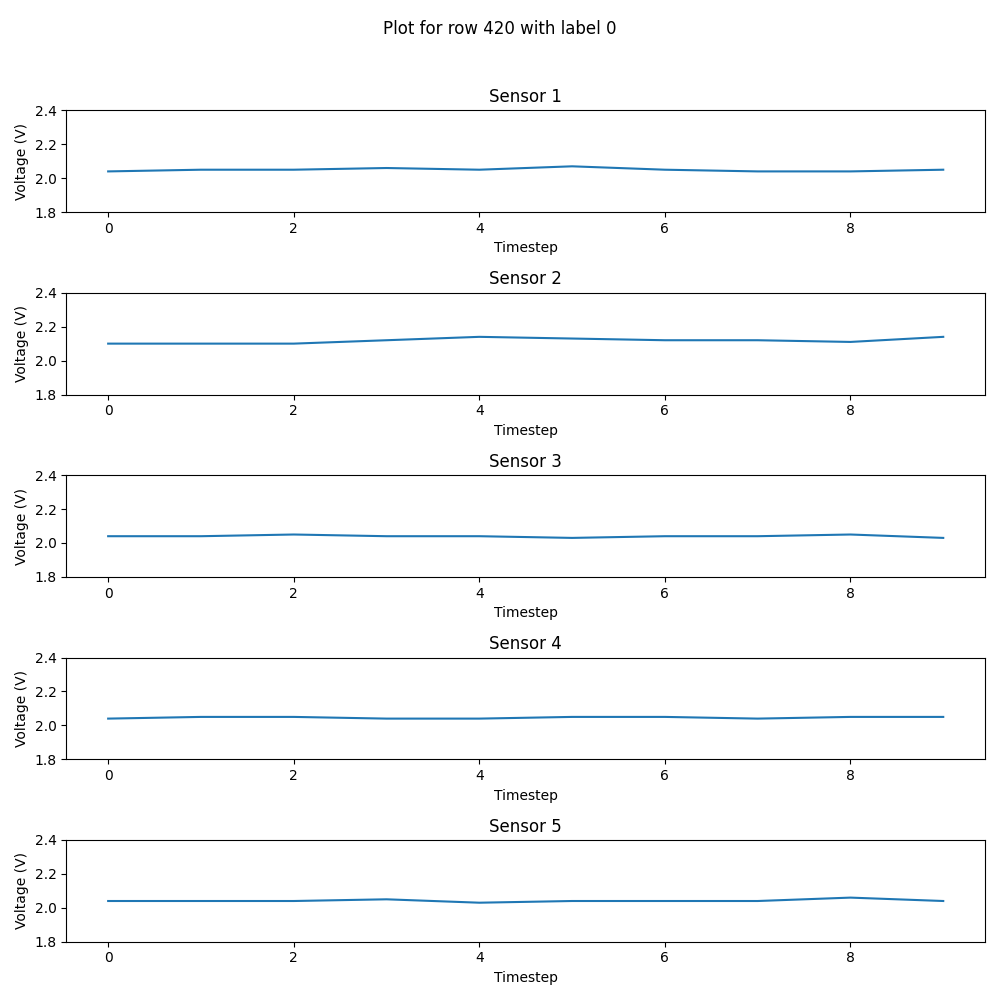 Plot for row 420 with label 0
Sensor 1
Voltage (V)
2.4
2.2
2.0
1.8
0 2 4 6 8
Timestep
Sensor 2
Voltage (V)
2.4
2.2
2.0
1.8
0 2 4 6 8
Timestep
Sensor 3
Voltage (V)
2.4
2.2
2.0
1.8
0 2 4 6 8
Timestep
Sensor 4
Voltage (V)
2.4
2.2
2.0
1.8
0 2 4 6 8
Timestep
Sensor 5
Voltage (V)
2.4
2.2
2.0
1.8
0 2 4 6 8
Timestep